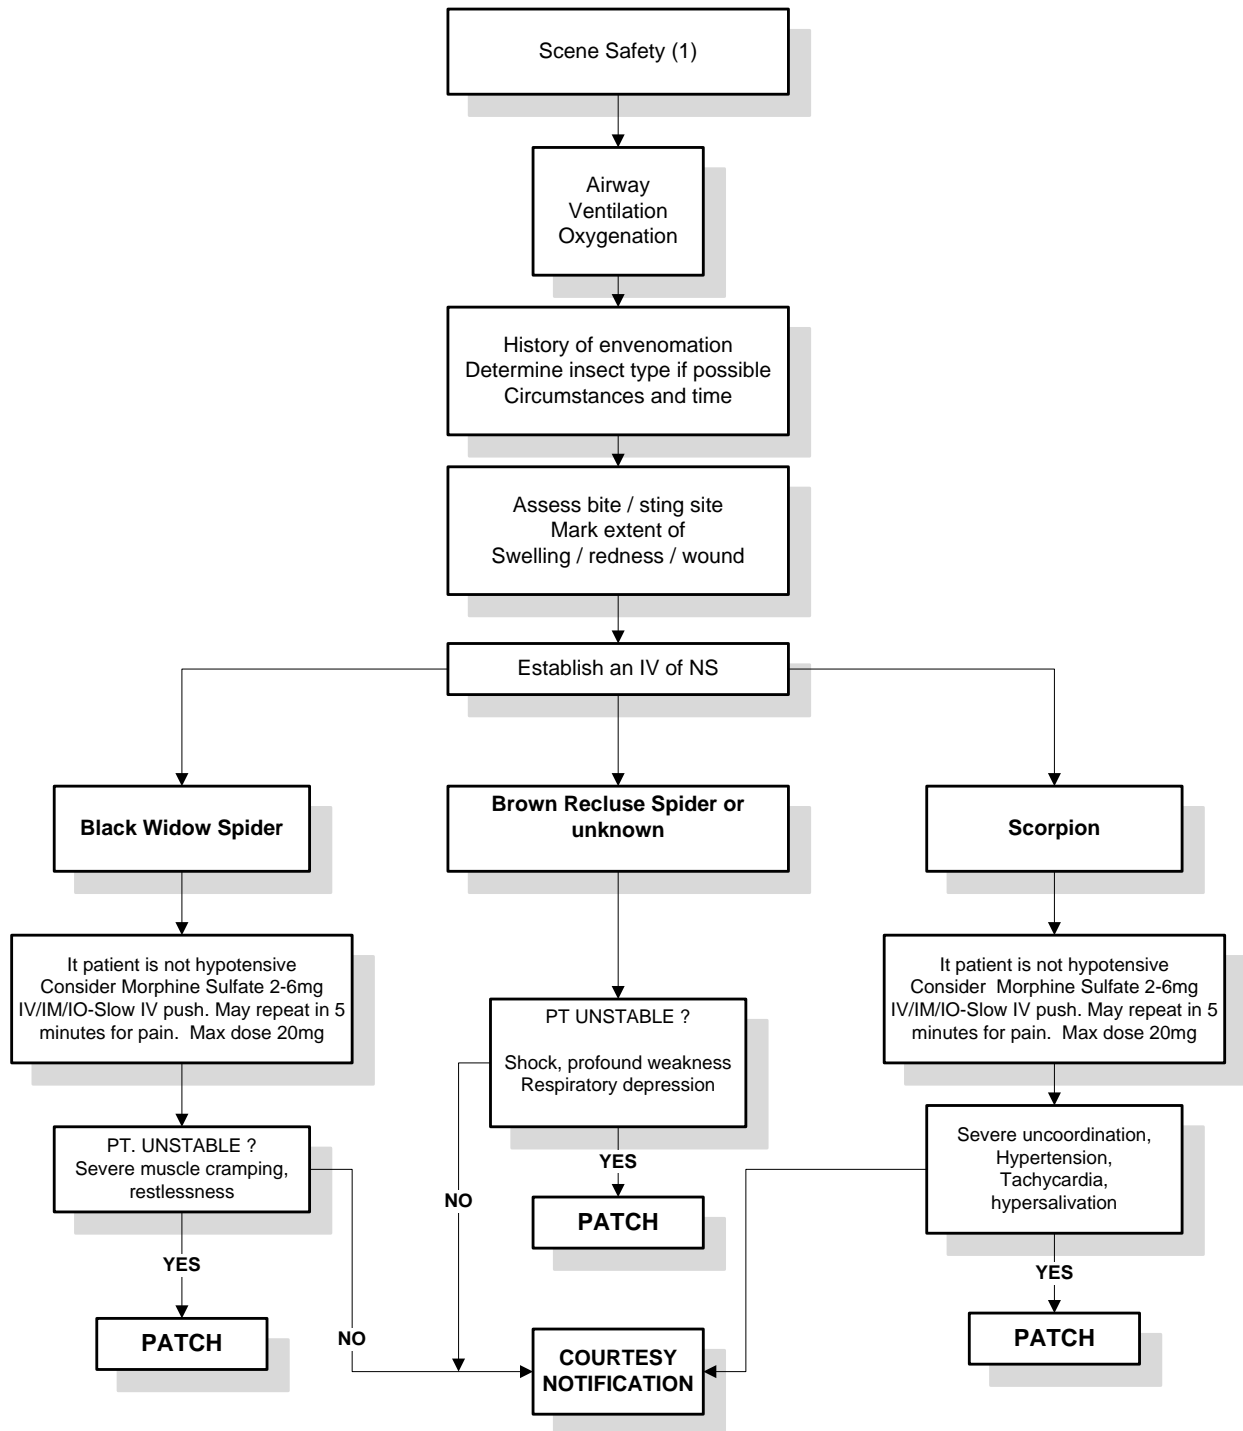 Scene Safety (1)
Airway
Ventilation
Oxygenation
History of envenomation
Determine insect type if possible
Circumstances and time
Assess bite / sting site
Mark extent of
Swelling / redness / wound
Establish an IV of NS
Black Widow Spider
Brown Recluse Spider or
unknown
Scorpion
It patient is not hypotensive
Consider Morphine Sulfate 2-6mg
IV/IM/IO-Slow IV push. May repeat in 5
minutes for pain.  Max dose 20mg
PT UNSTABLE ?
Shock, profound weakness
Respiratory depression
It patient is not hypotensive
Consider  Morphine Sulfate 2-6mg
IV/IM/IO-Slow IV push. May repeat in 5
minutes for pain.  Max dose 20mg
PT. UNSTABLE ?
Severe muscle cramping,
restlessness
Severe uncoordination,
Hypertension,
Tachycardia,
hypersalivation
YES
NO
PATCH
YES
YES
PATCH
NO
COURTESY
NOTIFICATION
PATCH